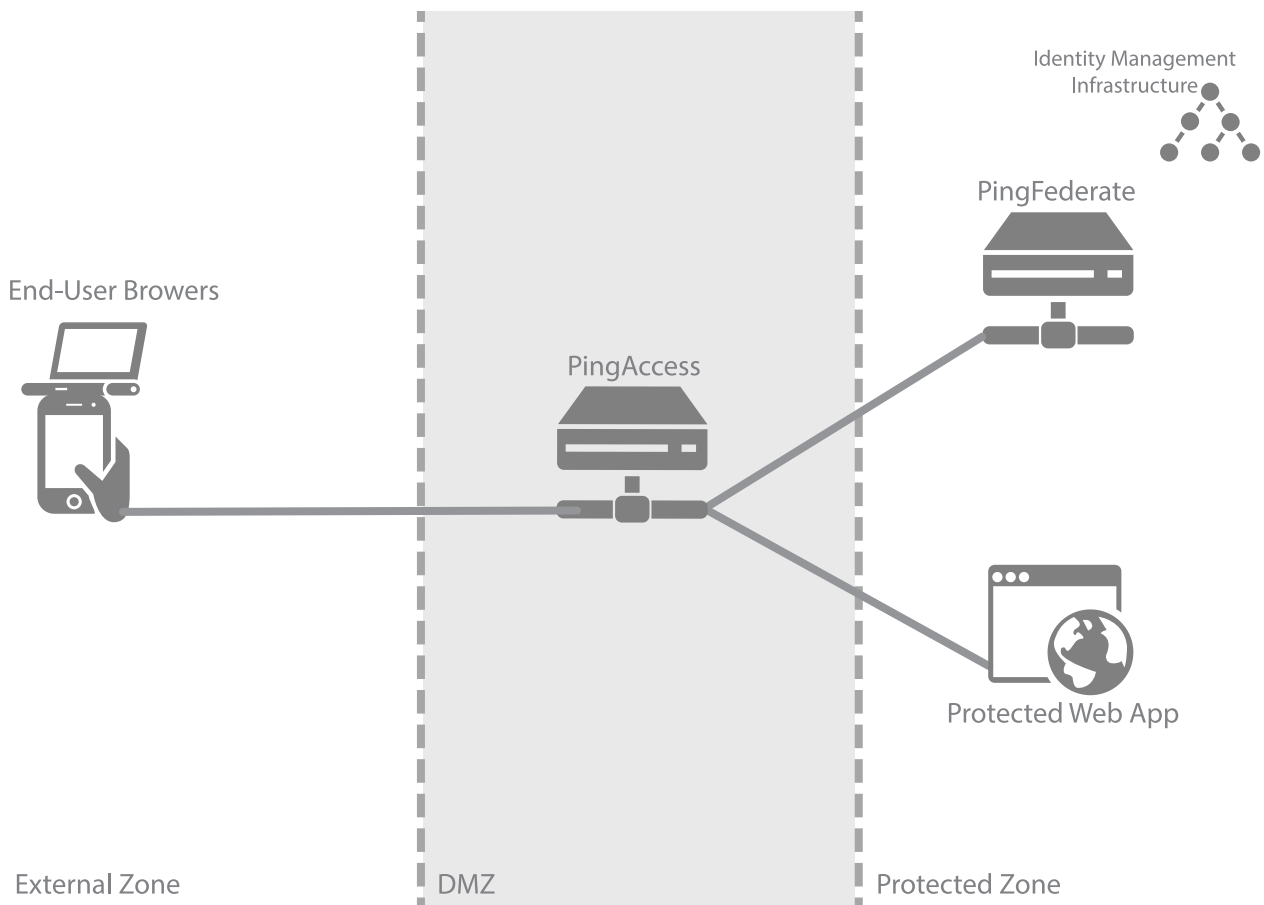 Identity Management
Infrastructure
PingFederate
End-User Browers
PingAccess
Protected Web App
External Zone
DMZ
Protected Zone